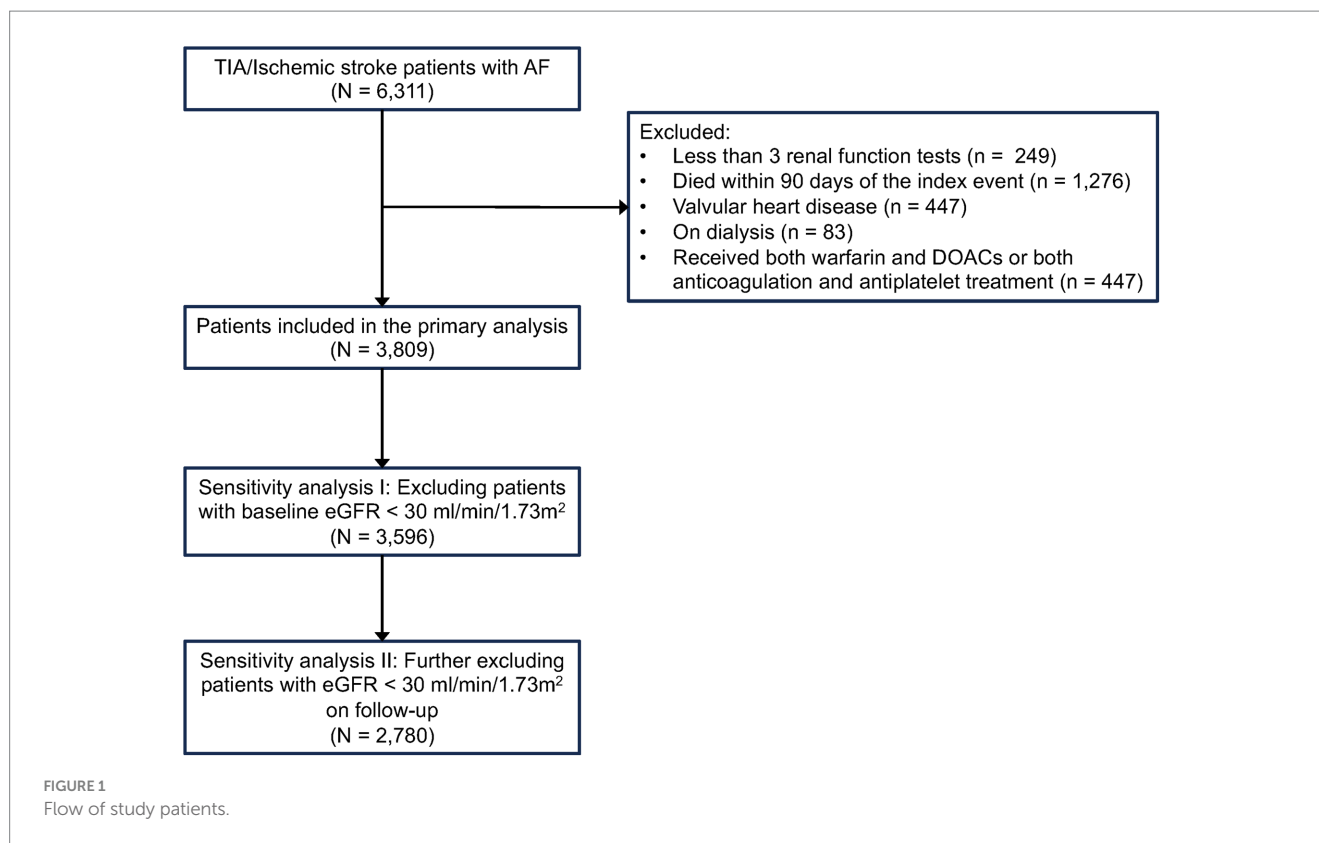 TIA/Ischemic stroke patients with AF
(N = 6,311)
Excluded:
• Less than 3 renal function tests (n = 249)
• Died within 90 days of the index event (n = 1,276)
• Valvular heart disease (n = 447)
• On dialysis (n = 83)
• Received both warfarin and DOACs or both
anticoagulation and antiplatelet treatment (n = 447)
Patients included in the primary analysis
(N = 3,809)
Sensitivity analysis I: Excluding patients
with baseline eGFR < 30 ml/min/1.73m²
(N = 3,596)
Sensitivity analysis II: Further excluding
patients with eGFR < 30 ml/min/1.73m²
on follow-up
(N = 2,780)
FIGURE 1
Flow of study patients.